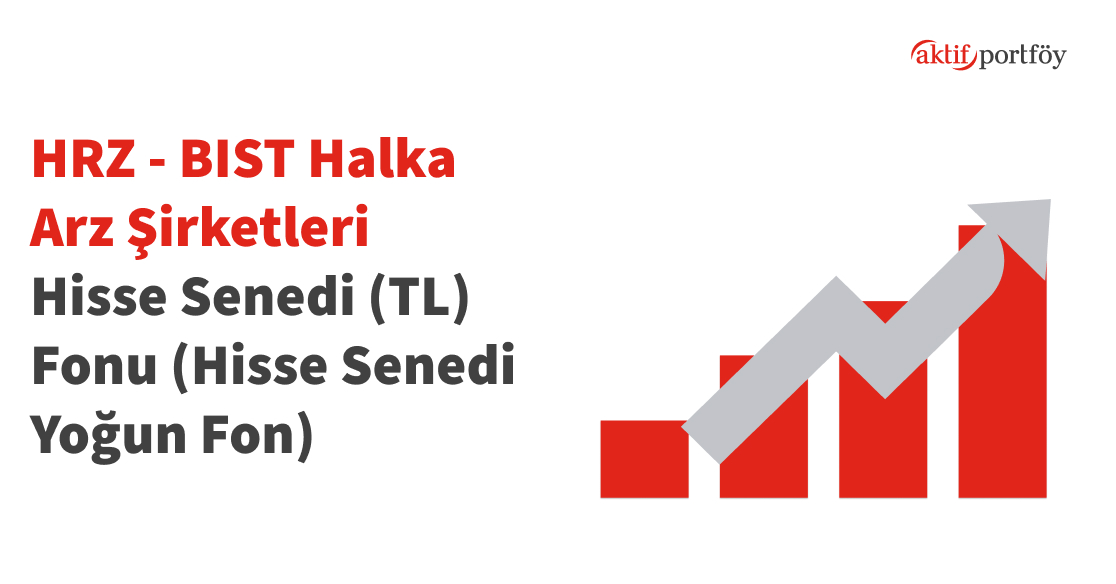 aktif portföy
HRZ - BIST Halka
Arz Şirketleri
Hisse Senedi (TL)
Fonu (Hisse Senedi
Yoğun Fon)